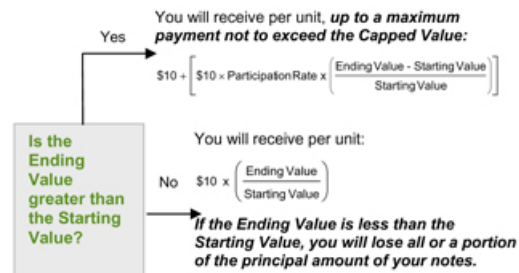 You will receive per unit, up to a maximum
Yes
payment not to exceed the Capped Value:
$10 + [ $10 × Participation Rate x ( Ending Value - Starting Value / Starting Value ) ]
Is the
Ending
Value
greater than
the Starting
Value?
You will receive per unit:
No
$10 x ( Ending Value / Starting Value )
If the Ending Value is less than the
Starting Value, you will lose all or a portion
of the principal amount of your notes.